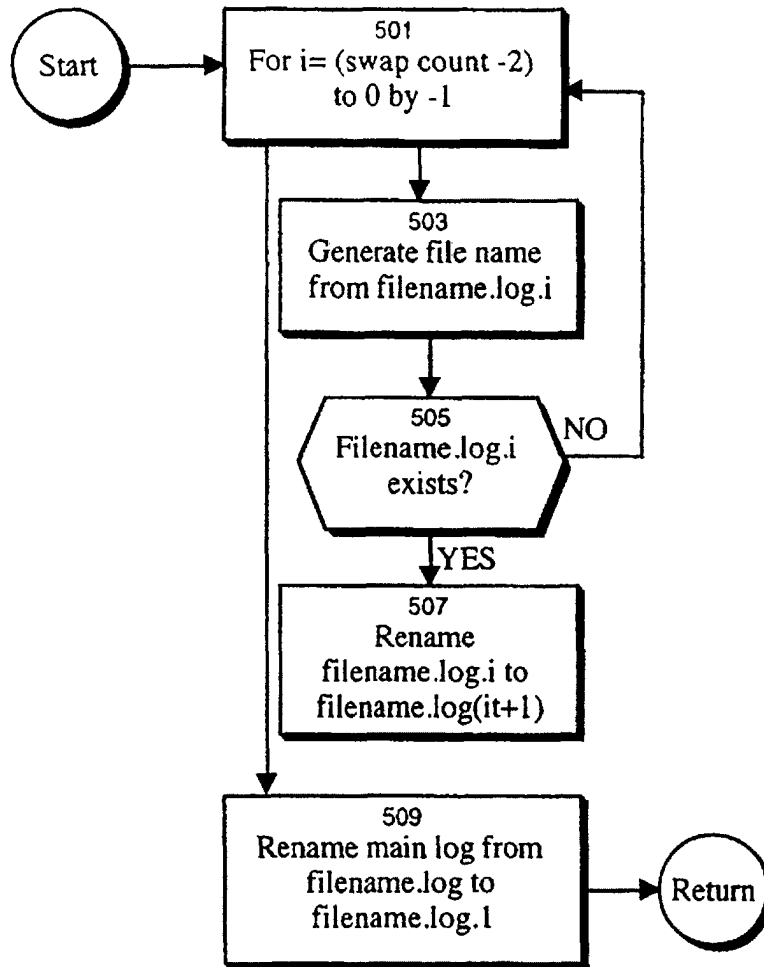 Start
501
For i= (swap count -2)
to 0 by -1
503
Generate file name
from filename.log.i
505
Filename.log.i
exists?
NO
YES
507
Rename
filename.log.i to
filename.log(it+1)
509
Rename main log from
filename.log to
filename.log.1
Return